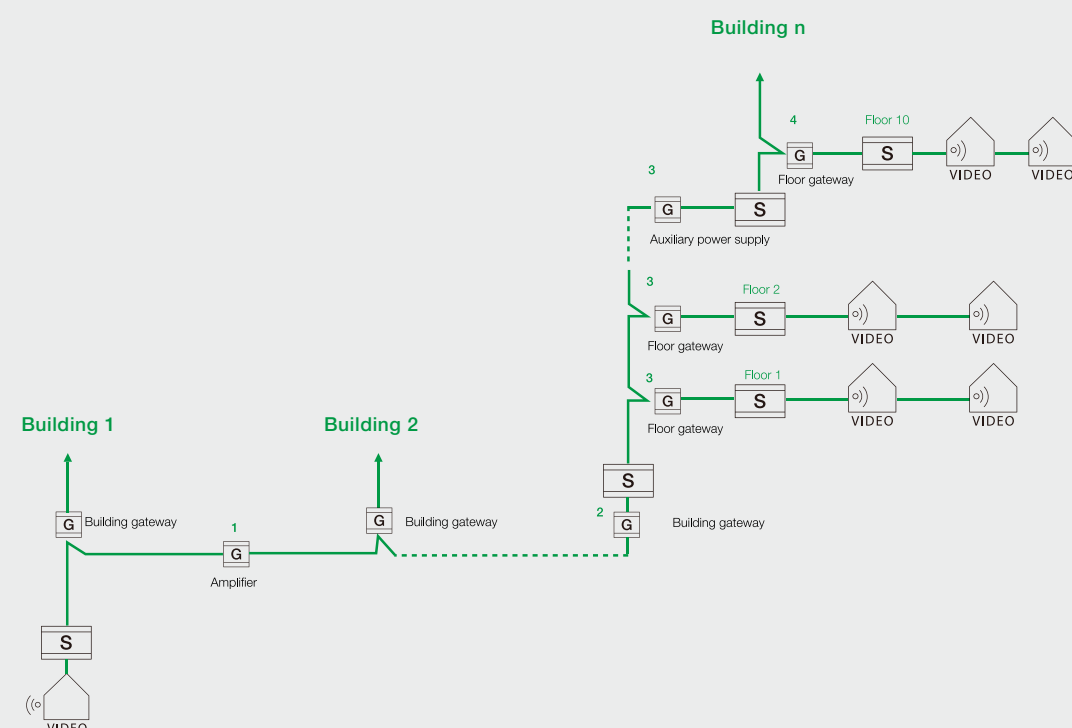 Building n
4
Floor 10
G
S
Floor gateway
VIDEO
VIDEO
3
G
S
Auxiliary power supply
3
Floor 2
G
S
Floor gateway
VIDEO
VIDEO
3
Floor 1
G
S
Floor gateway
VIDEO
VIDEO
Building 1
Building 2
S
G
Building gateway
1
G
Amplifier
G
Building gateway
2
G
Building gateway
S
VIDEO